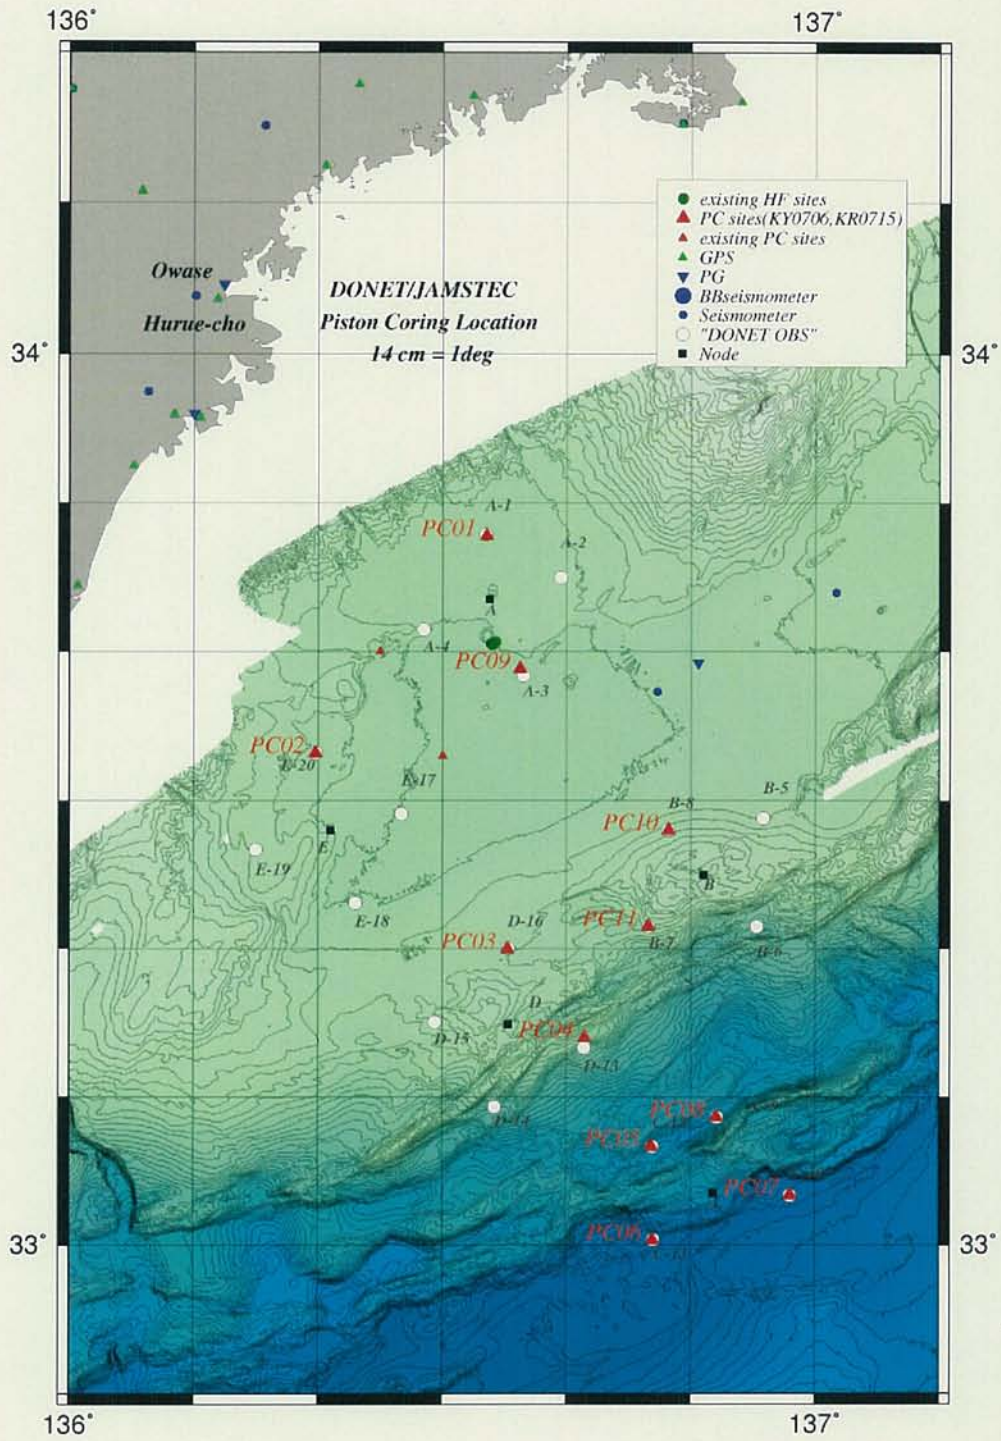 136°
137°
existing HF sites
PC sites(KY0706,KR0715)
existing PC sites
GPS
PG
BBseismometer
Seismometer
"DONET OBS"
Node
Owase
Hurue-cho
DONET/JAMSTEC
Piston Coring Location
14 cm = 1deg
34°
34°
A-1
PC01
A-2
A
A-4
PC09
A-3
PC02
E-20
E-17
B-5
B-8
PC10
E
E-19
B
E-18
D-16
PC11
PC03
B-7
B-6
D
D-15
PC04
D-13
D-14
PC08
PC05
PC07
PC06
33°
33°
136°
137°